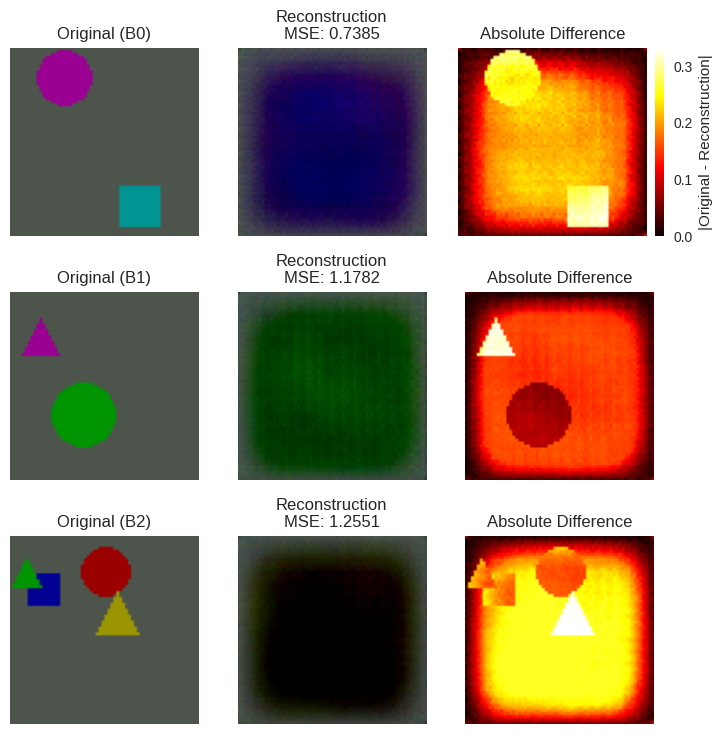 Original (B0)
Reconstruction
MSE: 0.7385
Absolute Difference
0.3
0.2
0.1
0.0
|Original - Reconstruction|
Original (B1)
Reconstruction
MSE: 1.1782
Absolute Difference
Original (B2)
Reconstruction
MSE: 1.2551
Absolute Difference